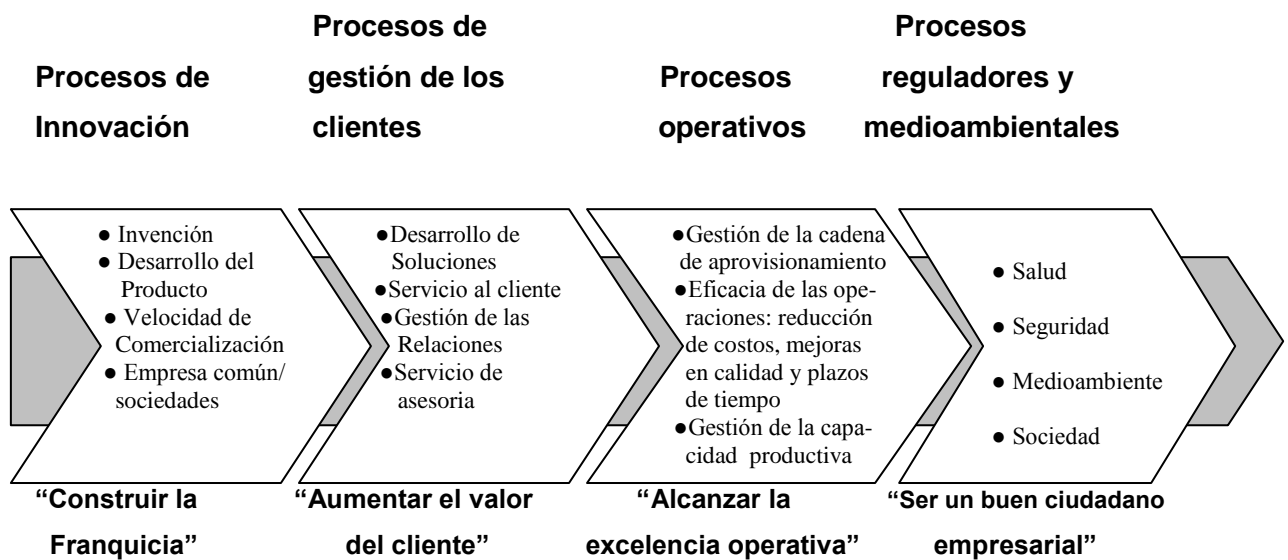 Procesos de
Innovación
Procesos de
gestión de los
clientes
Procesos
operativos
Procesos
reguladores y
medioambientales
● Invención
● Desarrollo del
Producto
● Velocidad de
Comercialización
● Empresa común/
sociedades
●Desarrollo de
Soluciones
●Servicio al cliente
●Gestión de las
Relaciones
●Servicio de
asesoria
●Gestión de la cadena
de aprovisionamiento
●Eficacia de las ope-
raciones: reducción
de costos, mejoras
en calidad y plazos
de tiempo
●Gestión de la capa-
cidad productiva
● Salud
● Seguridad
● Medioambiente
● Sociedad
“Construir la
Franquicia”
“Aumentar el valor
del cliente”
“Alcanzar la
excelencia operativa”
“Ser un buen ciudadano
empresarial”